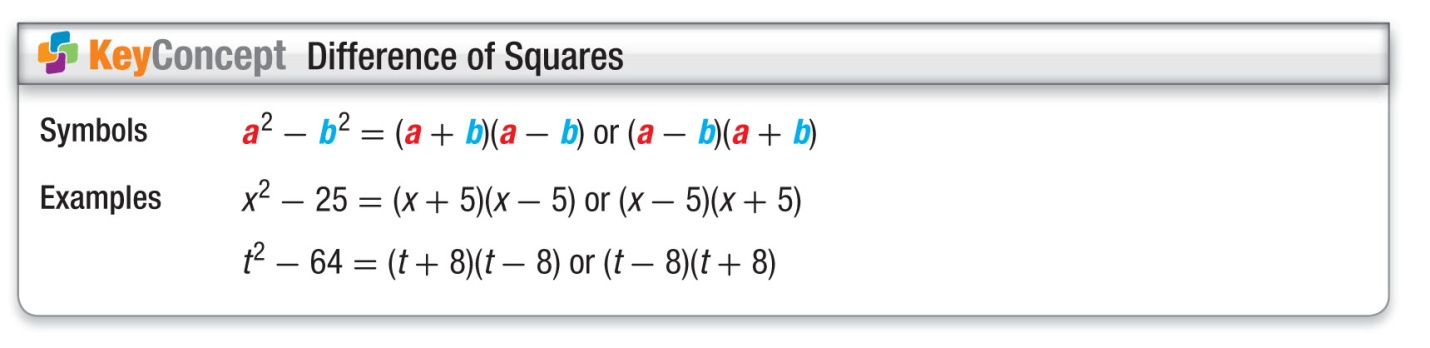 KeyConcept Difference of Squares
Symbols a² − b² = (a + b)(a − b) or (a − b)(a + b)
Examples x² − 25 = (x + 5)(x − 5) or (x − 5)(x + 5)
t² − 64 = (t + 8)(t − 8) or (t − 8)(t + 8)